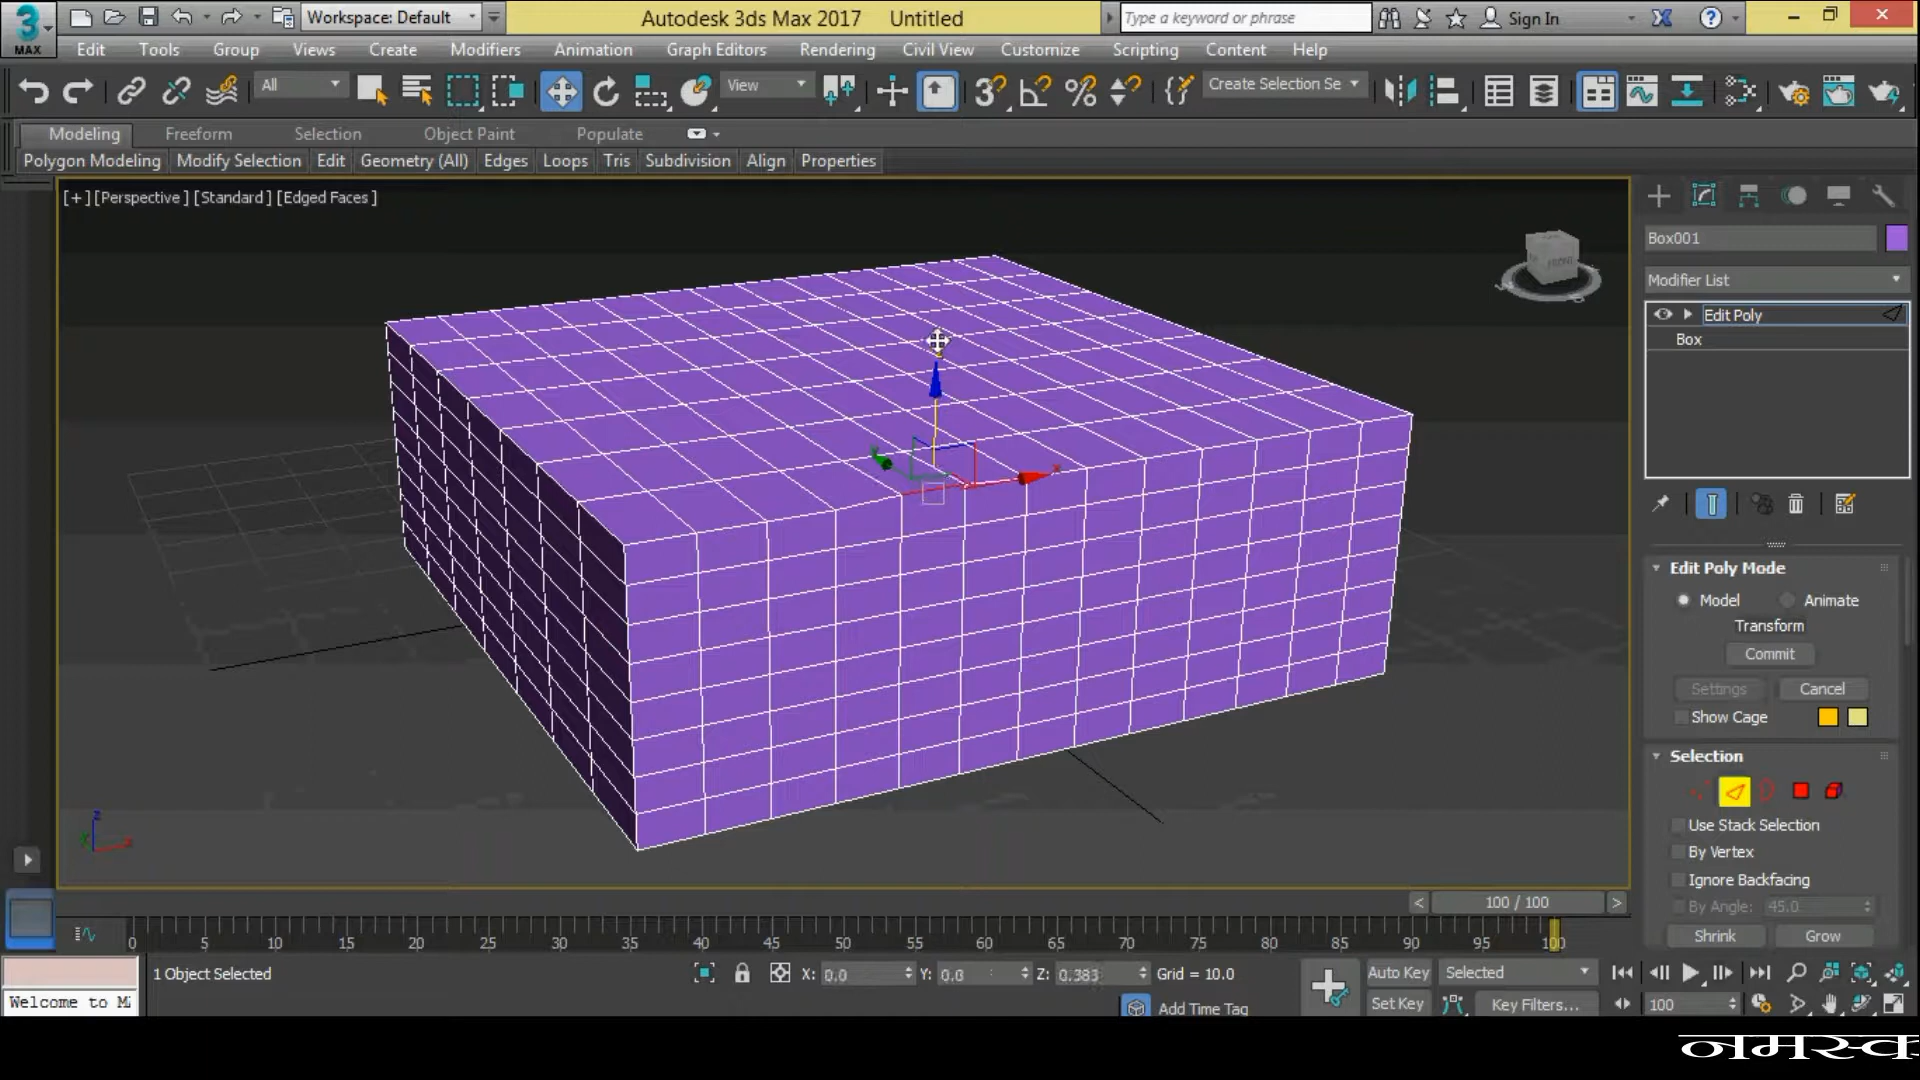 3
MAX
Workspace: Default
Autodesk 3ds Max 2017 Untitled
Type a keyword or phrase
Sign In
Edit Tools Group Views Create Modifiers Animation Graph Editors Rendering Civil View Customize Scripting Content Help
All
View
Create Selection Se
Modeling Freeform Selection Object Paint Populate
Polygon Modeling Modify Selection Edit Geometry (All) Edges Loops Tris Subdivision Align Properties
[+] [Perspective ] [Standard ] [Edged Faces ]
FRONT
Box001
Modifier List
Edit Poly
Box
Edit Poly Mode
Model Animate
Transform
Commit
Settings Cancel
Show Cage
Selection
Use Stack Selection
By Vertex
Ignore Backfacing
By Angle: 45.0
Shrink Grow
z
x
< 100 / 100 >
0 5 10 15 20 25 30 35 40 45 50 55 60 65 70 75 80 85 90 95 100
1 Object Selected
X: 0.0 Y: 0.0 Z: 0.383 Grid = 10.0
Auto Key Selected
Welcome to M
Add Time Tag
Set Key Key Filters...
100
नमस्क